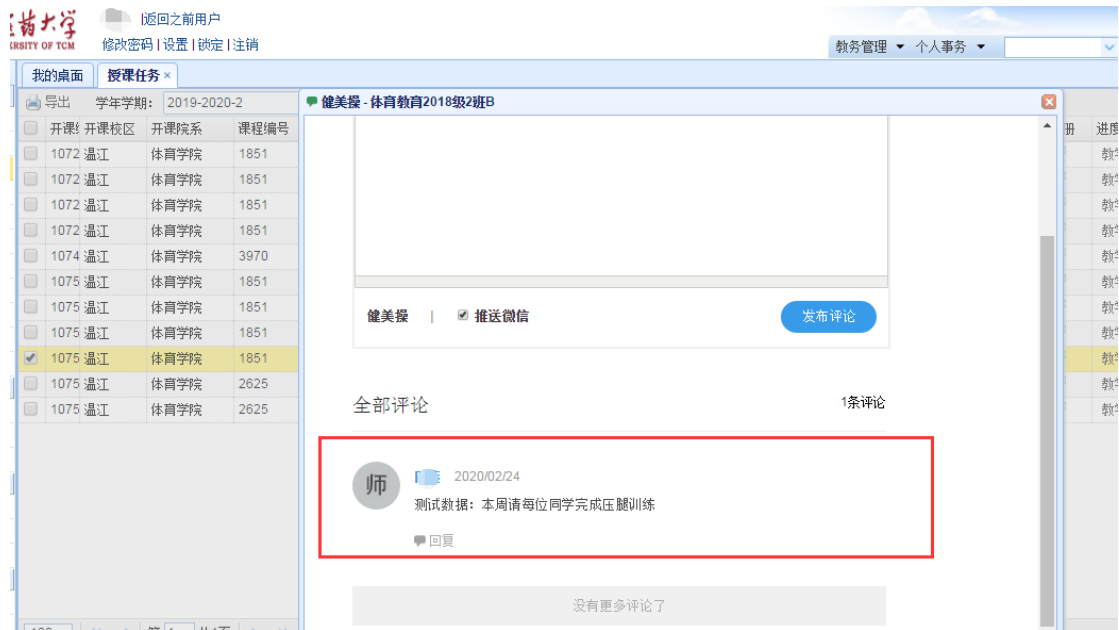 药大学
RSITY OF TCM
|返回之前用户
修改密码 | 设置 | 锁定 | 注销
教务管理 个人事务
我的桌面 授课任务 ×
导出 学年学期： 2019-2020-2
健美操 - 体育教育2018级2班B
开课 开课校区 开课院系 课程编号
册 进度
1072 温江 体育学院 1851
1072 温江 体育学院 1851
1072 温江 体育学院 1851
1072 温江 体育学院 1851
1074 温江 体育学院 3970
1075 温江 体育学院 1851
1075 温江 体育学院 1851
1075 温江 体育学院 1851
1075 温江 体育学院 1851
1075 温江 体育学院 2625
1075 温江 体育学院 2625
健美操 | 推送微信 发布评论
全部评论 1条评论
师 2020/02/24
测试数据：本周请每位同学完成压腿训练
回复
没有更多评论了